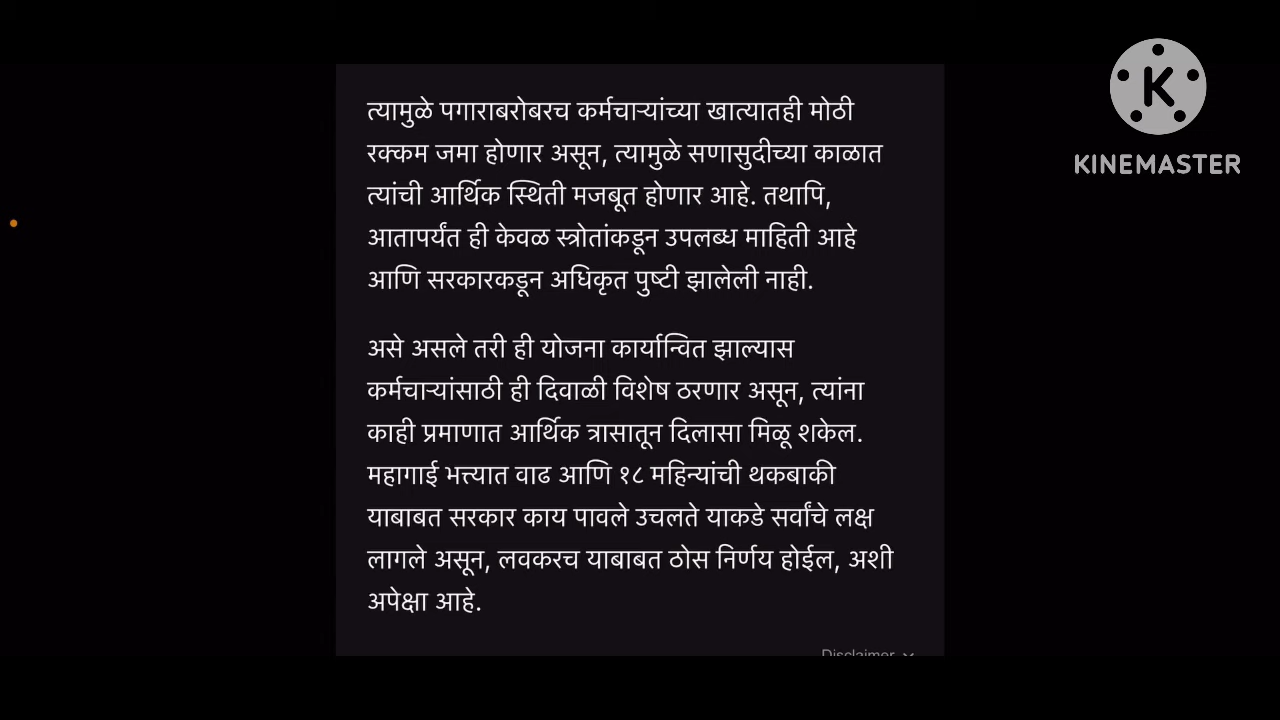 त्यामुळे पगाराबरोबरच कर्मचाऱ्यांच्या खात्यातही मोठी
रक्कम जमा होणार असून, त्यामुळे सणासुदीच्या काळात
त्यांची आर्थिक स्थिती मजबूत होणार आहे. तथापि,
आतापर्यंत ही केवळ स्त्रोतांकडून उपलब्ध माहिती आहे
आणि सरकारकडून अधिकृत पुष्टी झालेली नाही.
असे असले तरी ही योजना कार्यान्वित झाल्यास
कर्मचाऱ्यांसाठी ही दिवाळी विशेष ठरणार असून, त्यांना
काही प्रमाणात आर्थिक त्रासातून दिलासा मिळू शकेल.
महागाई भत्त्यात वाढ आणि १८ महिन्यांची थकबाकी
याबाबत सरकार काय पावले उचलते याकडे सर्वांचे लक्ष
लागले असून, लवकरच याबाबत ठोस निर्णय होईल, अशी
अपेक्षा आहे.
Disclaimer
KINEMASTER